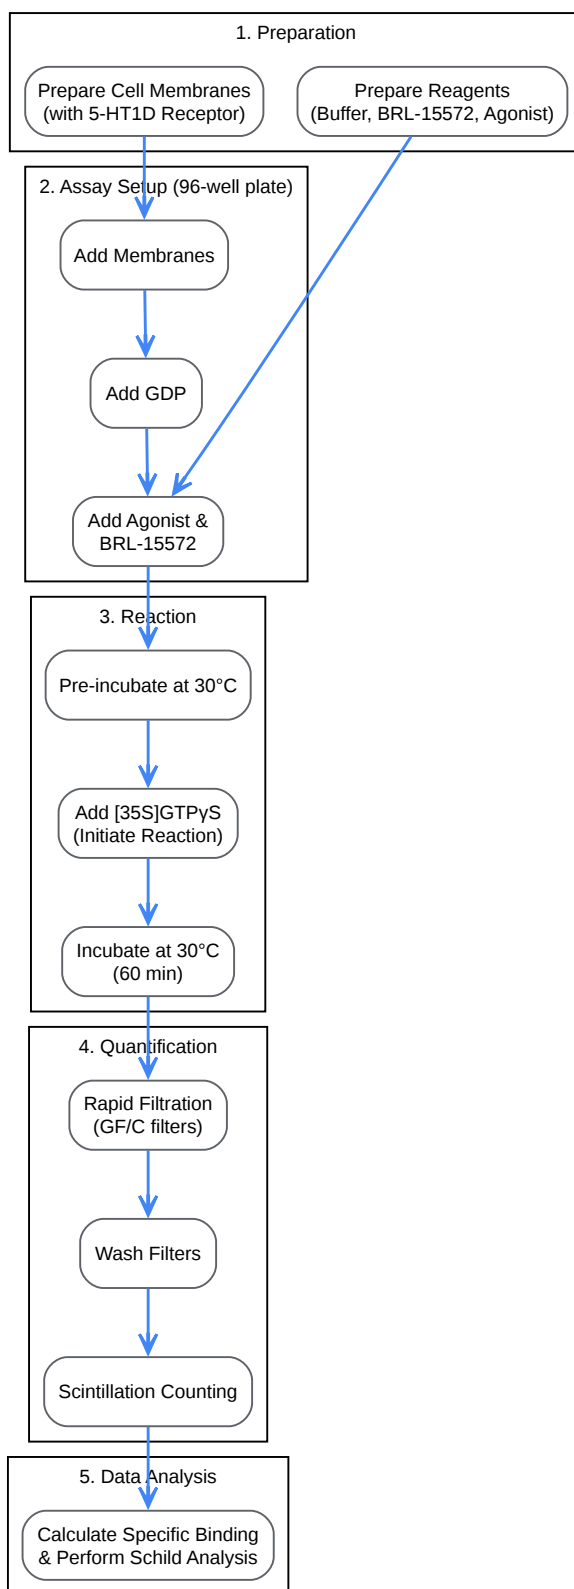 1. Preparation
Prepare Cell Membranes
(with 5-HT1D Receptor)
Prepare Reagents
(Buffer, BRL-15572, Agonist)
2. Assay Setup (96-well plate)
Add Membranes
Add GDP
Add Agonist &
BRL-15572
3. Reaction
Pre-incubate at 30°C
Add [35S]GTPγS
(Initiate Reaction)
Incubate at 30°C
(60 min)
4. Quantification
Rapid Filtration
(GF/C filters)
Wash Filters
Scintillation Counting
5. Data Analysis
Calculate Specific Binding
& Perform Schild Analysis